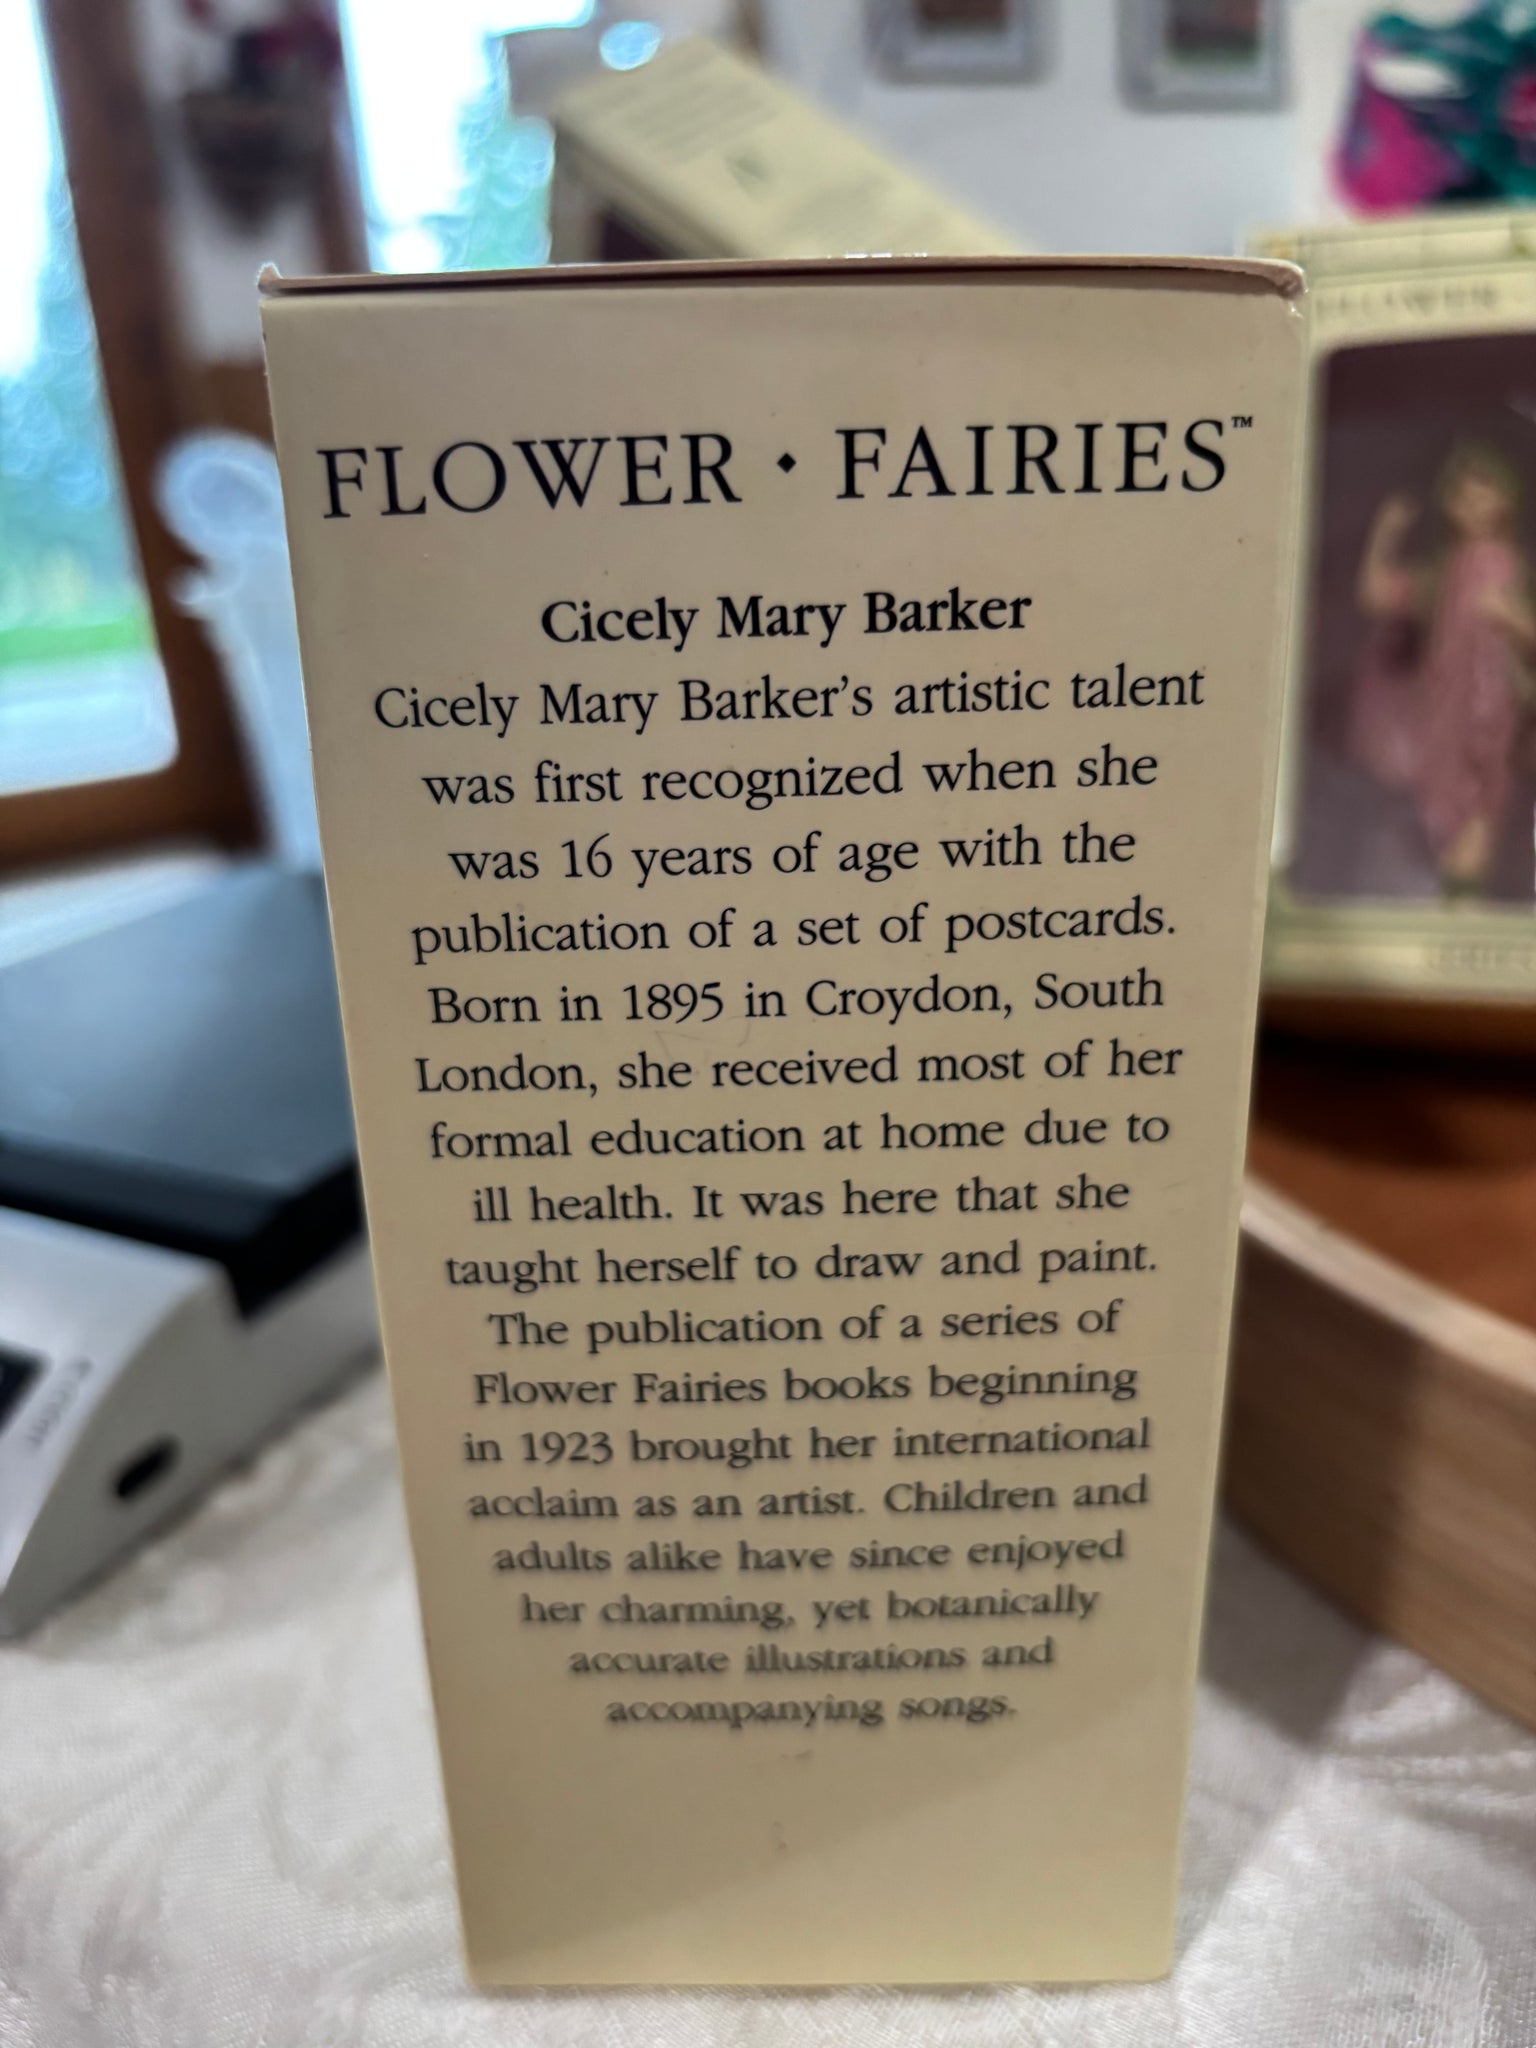 FLOWER · FAIRIES™
Cicely Mary Barker
Cicely Mary Barker's artistic talent
was first recognized when she
was 16 years of age with the
publication of a set of postcards.
Born in 1895 in Croydon, South
London, she received most of her
formal education at home due to
ill health. It was here that she
taught herself to draw and paint.
The publication of a series of
Flower Fairies books beginning
in 1923 brought her international
acclaim as an artist. Children and
adults alike have since enjoyed
her charming, yet botanically
accurate illustrations and
accompanying songs.